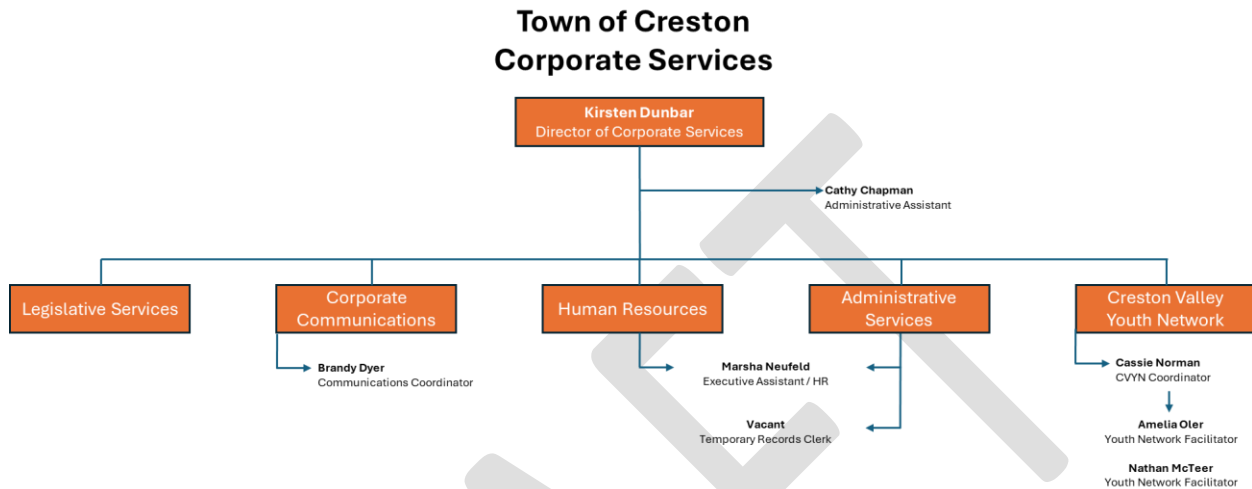 Town of Creston
Corporate Services
Kirsten Dunbar
Director of Corporate Services
Cathy Chapman
Administrative Assistant
Legislative Services
Corporate
Communications
Human Resources
Administrative
Services
Creston Valley
Youth Network
Brandy Dyer
Communications Coordinator
Marsha Neufeld
Executive Assistant / HR
Vacant
Temporary Records Clerk
Cassie Norman
CVYN Coordinator
Amelia Oler
Youth Network Facilitator
Nathan McTeer
Youth Network Facilitator